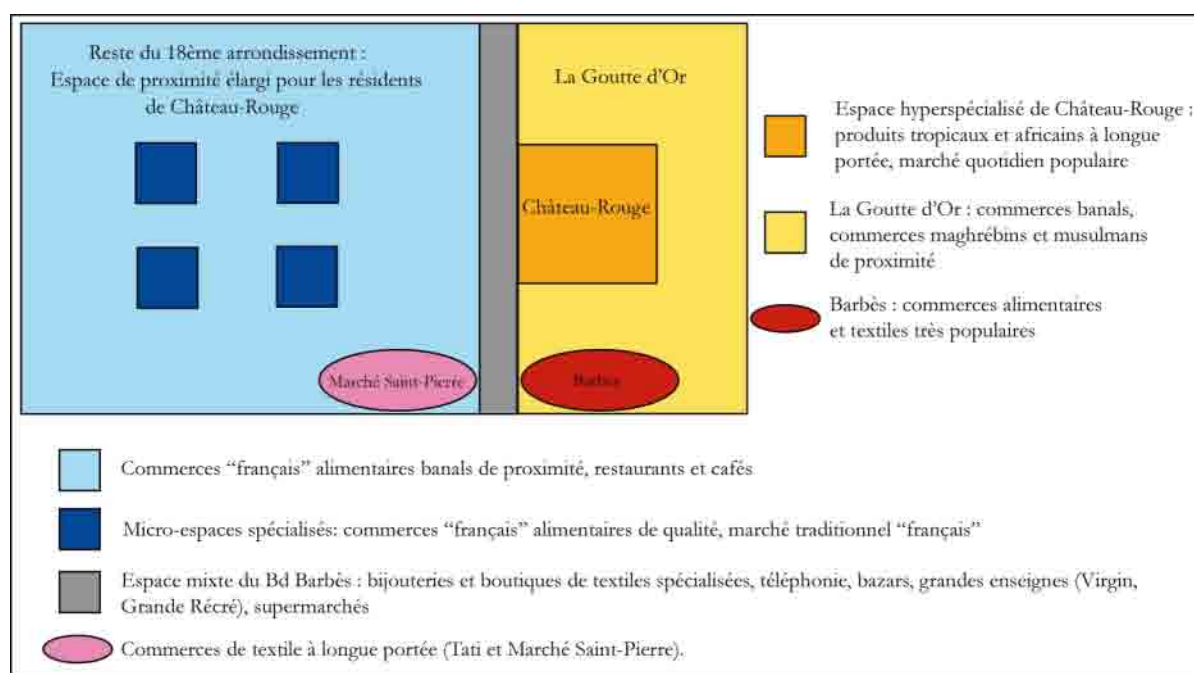 Reste du 18ème arrondissement :
Espace de proximité élargi pour les résidents
de Château-Rouge
La Goutte d'Or
Château-Rouge
Marché Saint-Pierre
Barbès
Espace hyperspécialisé de Château-Rouge :
produits tropicaux et africains à longue
portée, marché quotidien populaire
La Goutte d'Or : commerces banals,
commerces maghrébins et musulmans
de proximité
Barbès : commerces alimentaires
et textiles très populaires
Commerces “français” alimentaires banals de proximité, restaurants et cafés
Micro-espaces spécialisés: commerces “français” alimentaires de qualité, marché traditionnel “français”
Espace mixte du Bd Barbès : bijouteries et boutiques de textiles spécialisées, téléphonie, bazars, grandes enseignes (Virgin,
Grande Récré), supermarchés
Commerces de textile à longue portée (Tati et Marché Saint-Pierre).